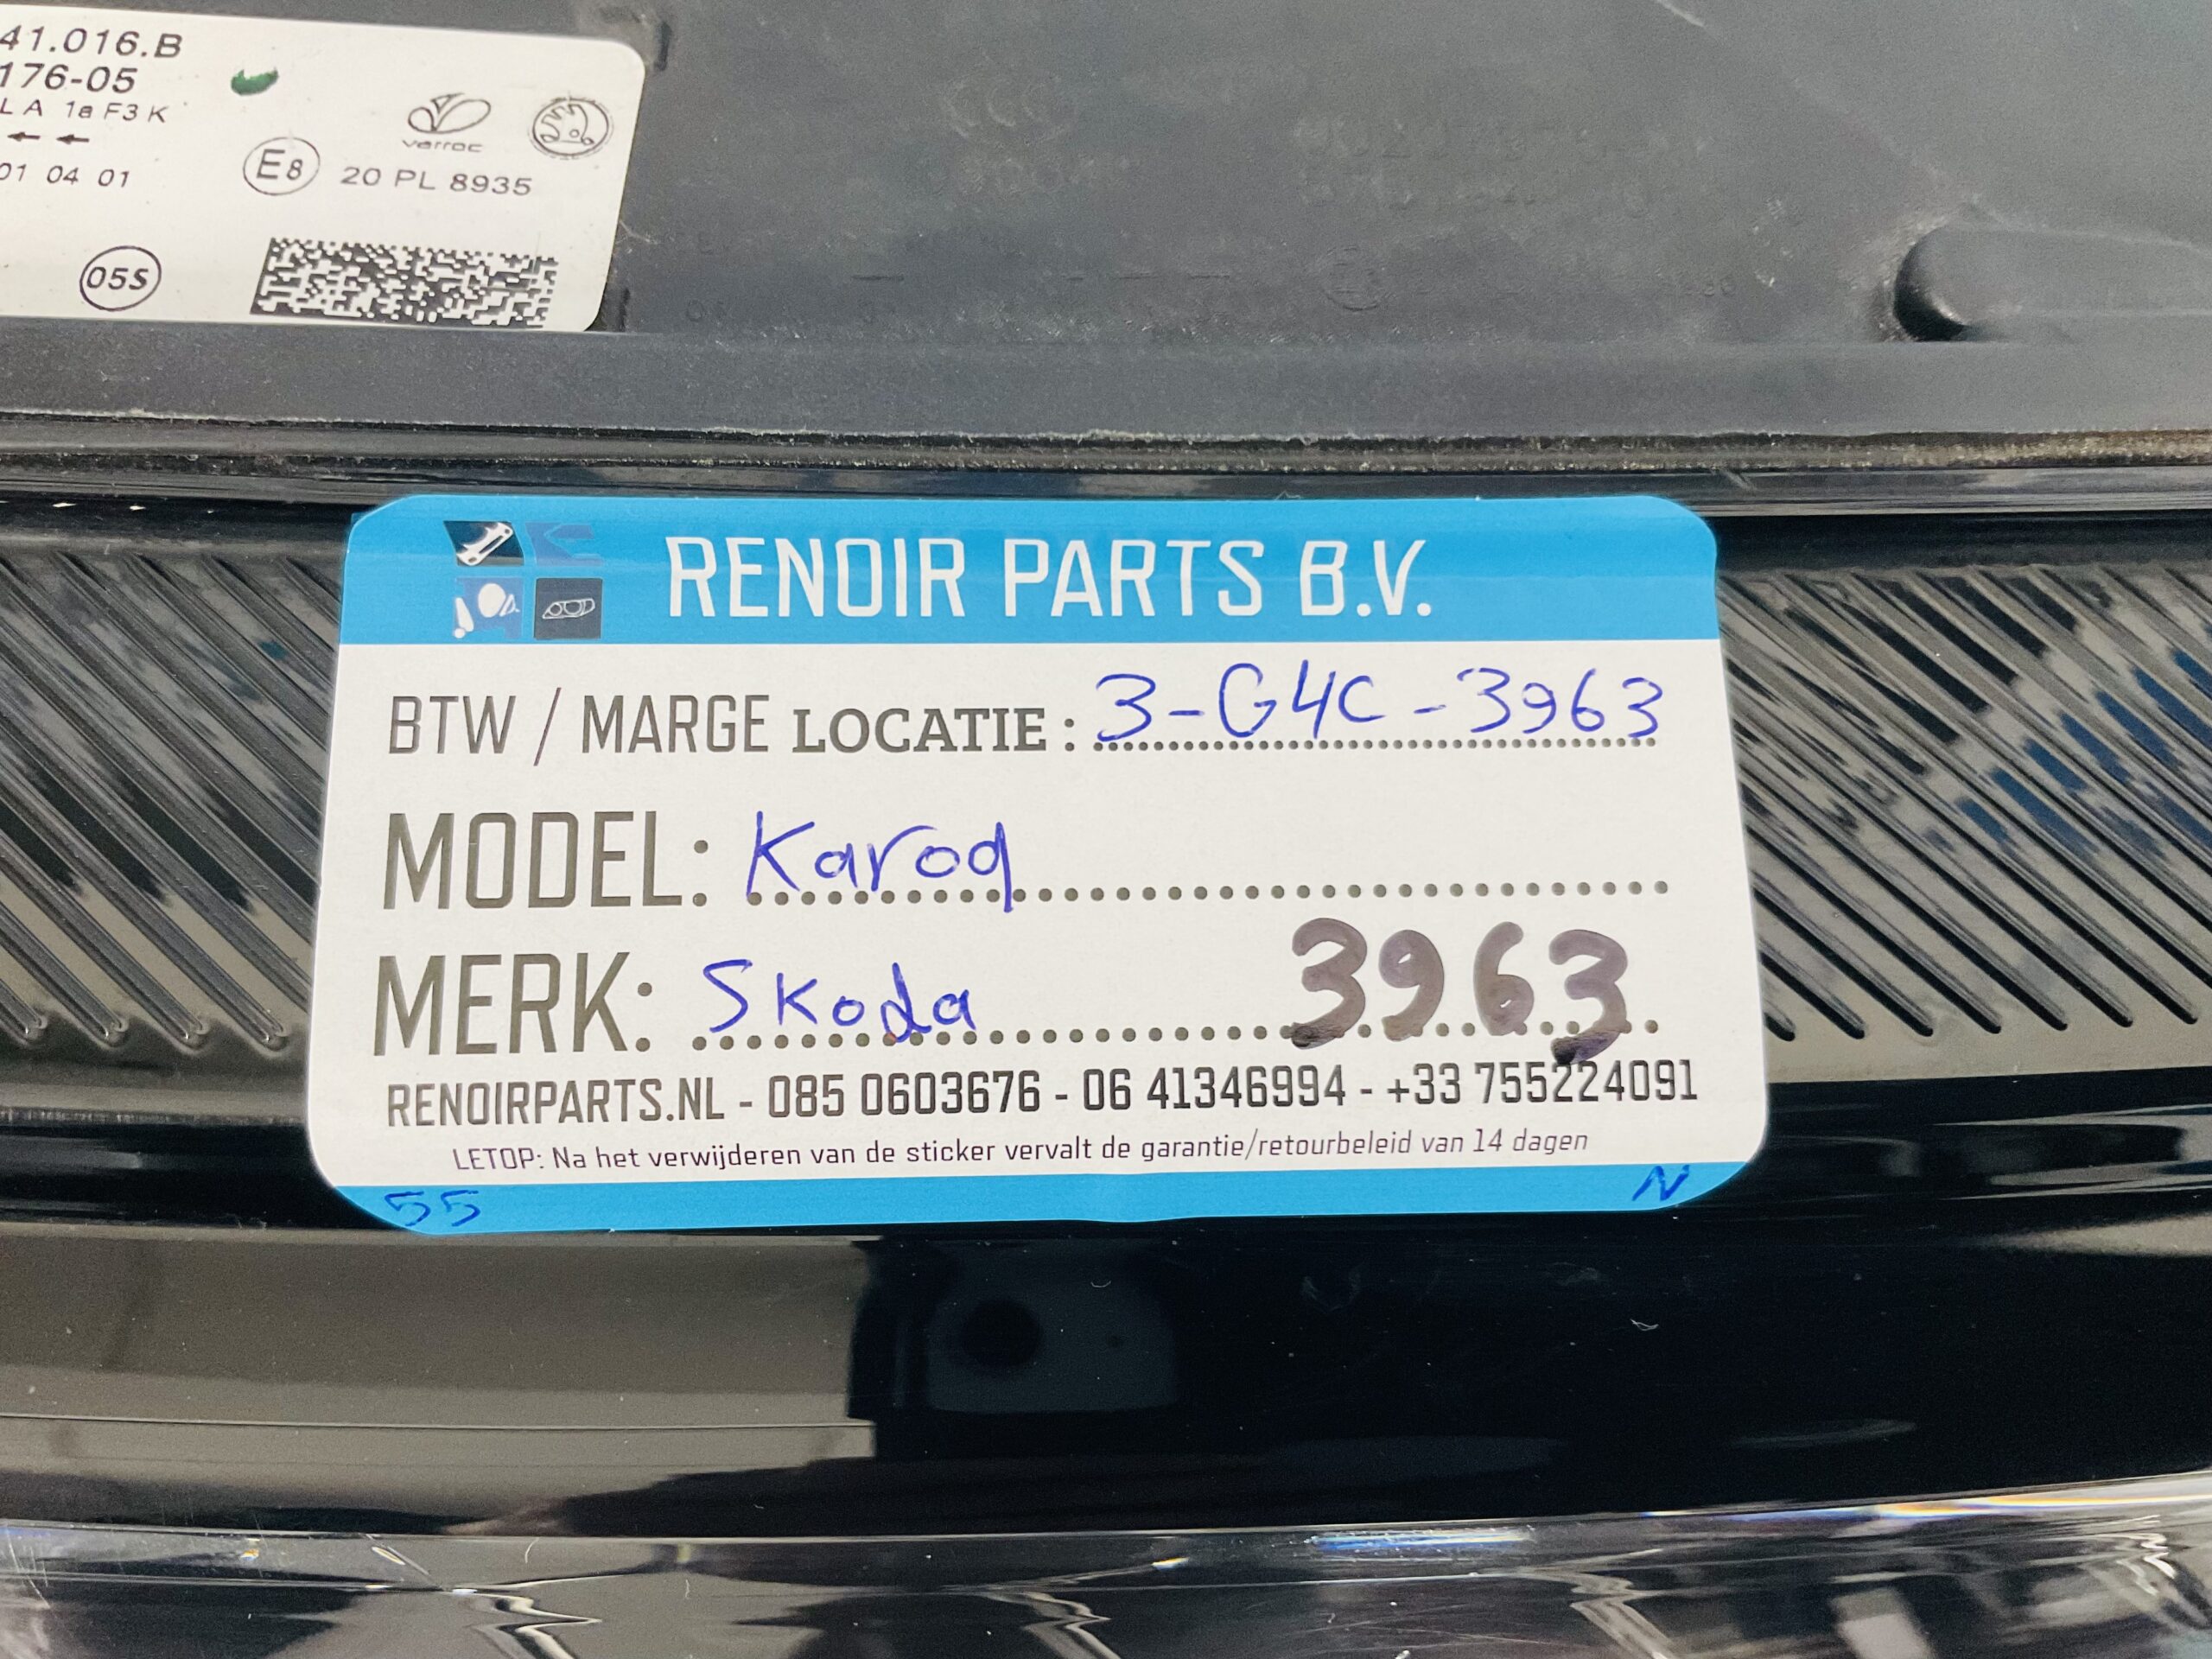 41.016.B
176-05
LA 1a F3 K
01 04 01
E8 20 PL 8935
varroc
05S
RENOIR PARTS B.V.
BTW / MARGE LOCATIE : 3-G4C-3963
MODEL: Karoq
MERK: Skoda 3963
RENOIRPARTS.NL - 085 0603676 - 06 41346994 - +33 755224091
LETOP: Na het verwijderen van de sticker vervalt de garantie/retourbeleid van 14 dagen
55 N